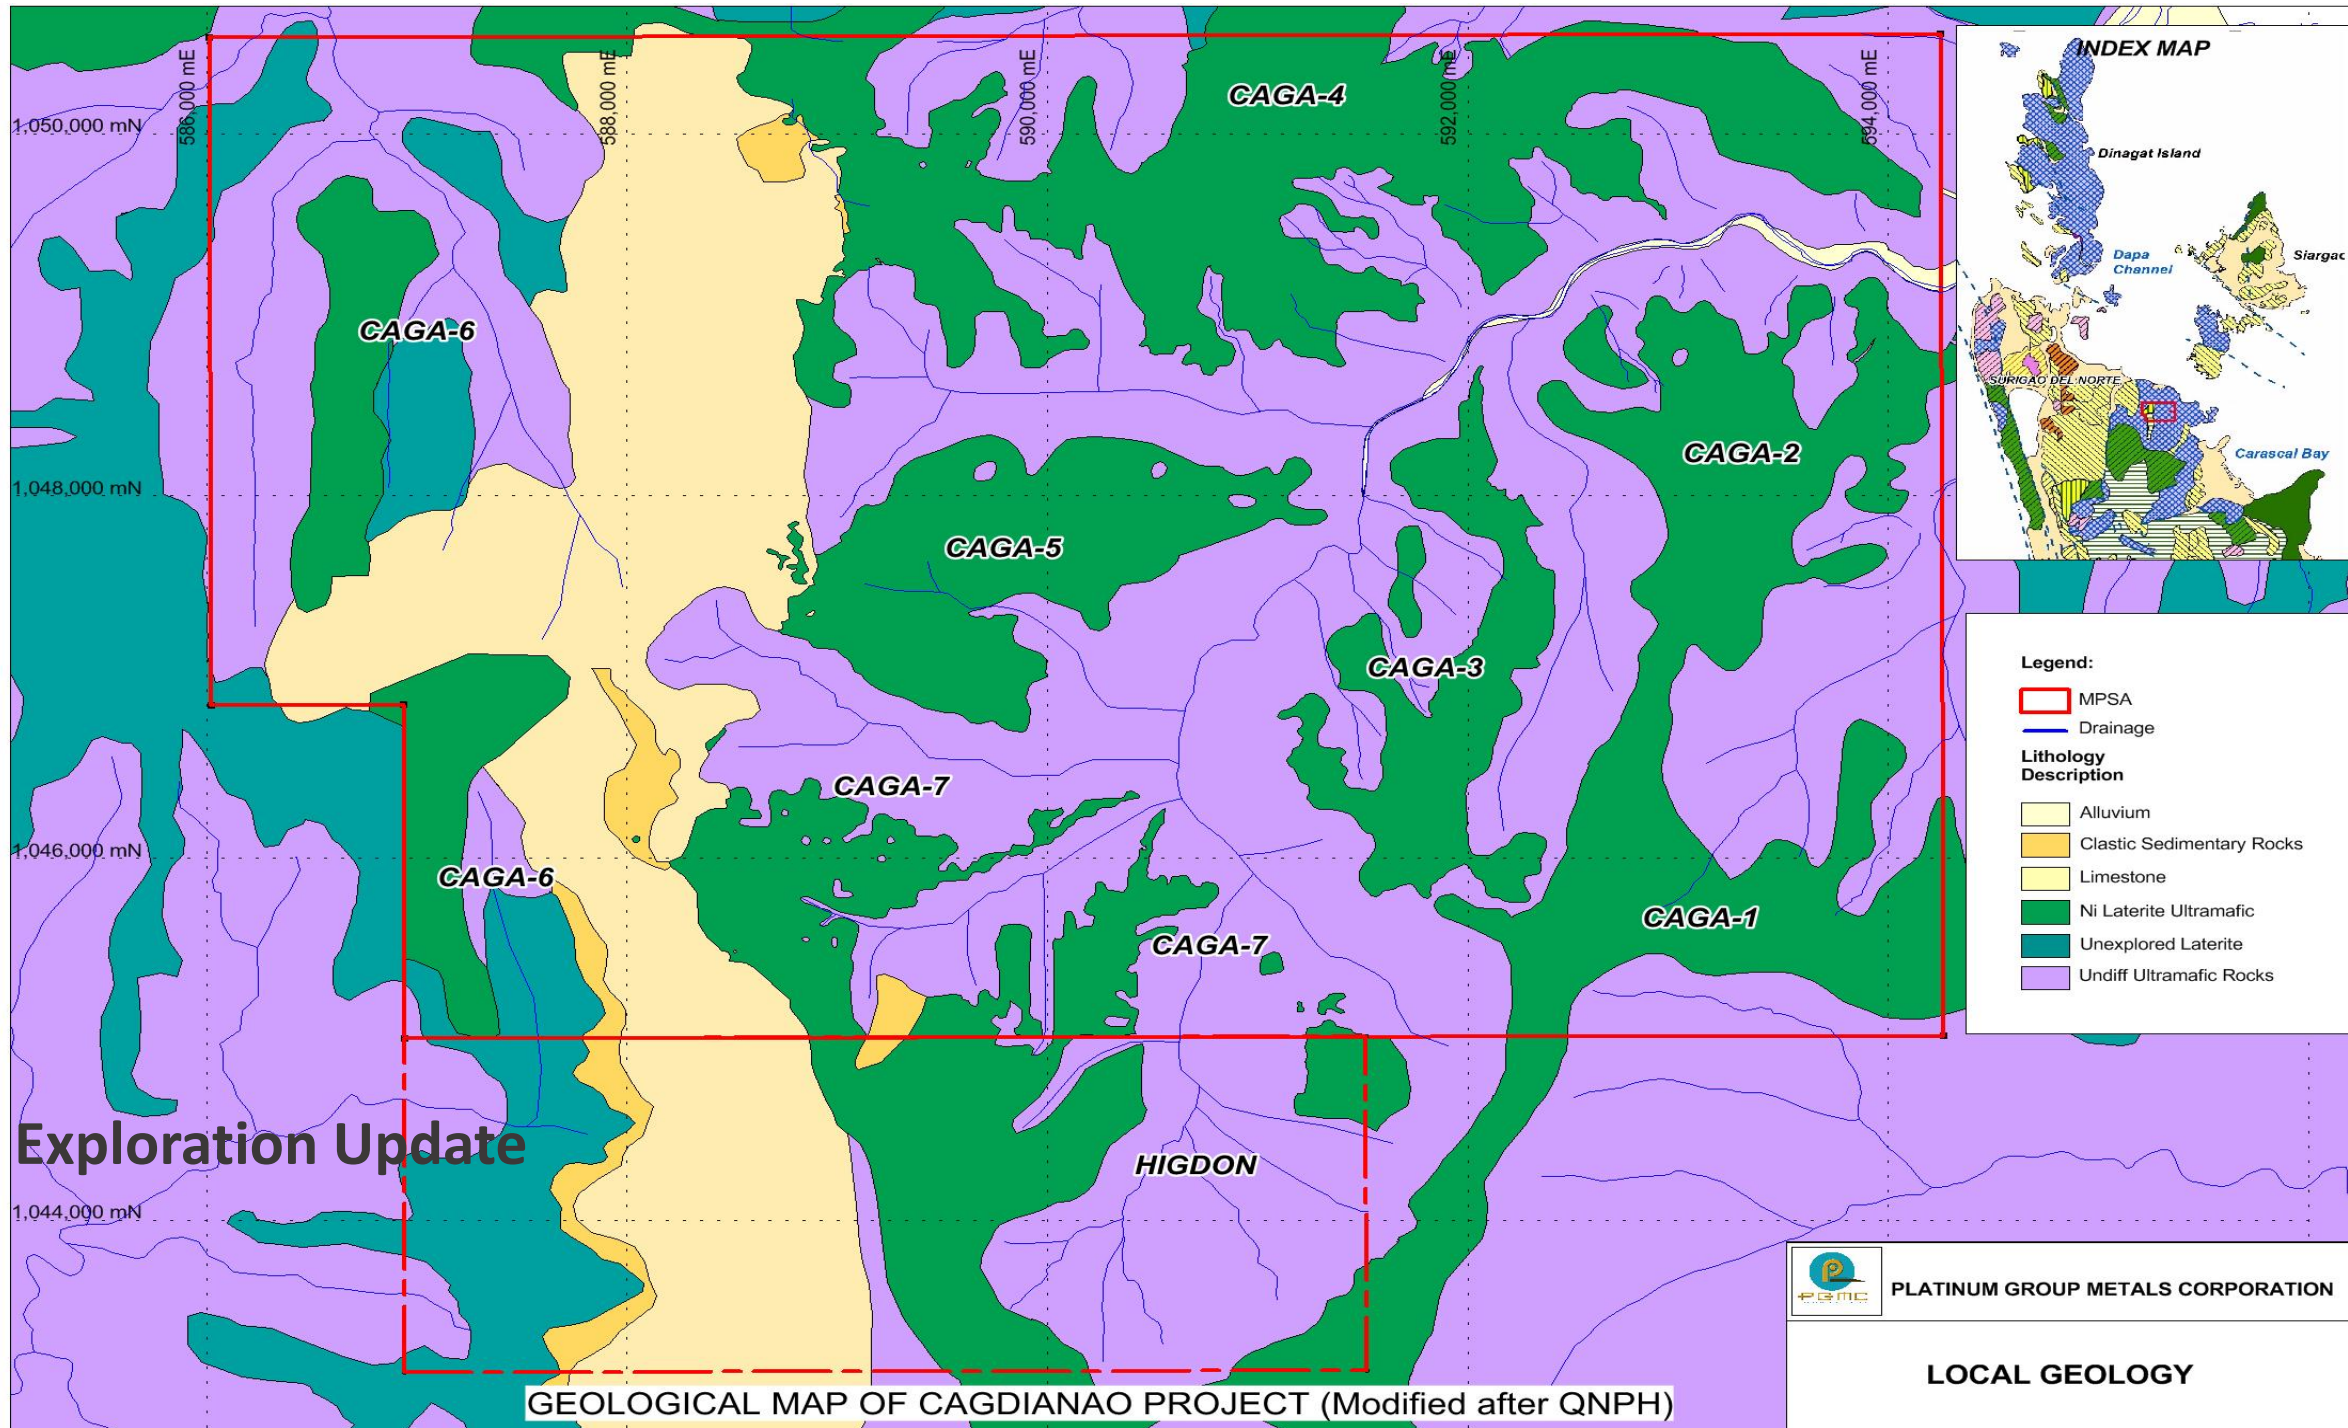 586,000 mE
588,000 mE
590,000 mE
592,000 mE
594,000 mE
1,050,000 mN
1,048,000 mN
1,046,000 mN
1,044,000 mN
CAGA-4
CAGA-6
CAGA-2
CAGA-5
CAGA-3
CAGA-7
CAGA-6
CAGA-1
CAGA-7
HIGDON
Exploration Update
INDEX MAP
Dinagat Island
Dapa
Channel
Siargao
SURIGAO DEL NORTE
Carascal Bay
Legend:
MPSA
Drainage
Lithology
Description
Alluvium
Clastic Sedimentary Rocks
Limestone
Ni Laterite Ultramafic
Unexplored Laterite
Undiff Ultramafic Rocks
PGMC
PLATINUM GROUP METALS CORPORATION
LOCAL GEOLOGY
GEOLOGICAL MAP OF CAGDIANAO PROJECT (Modified after QNPH)